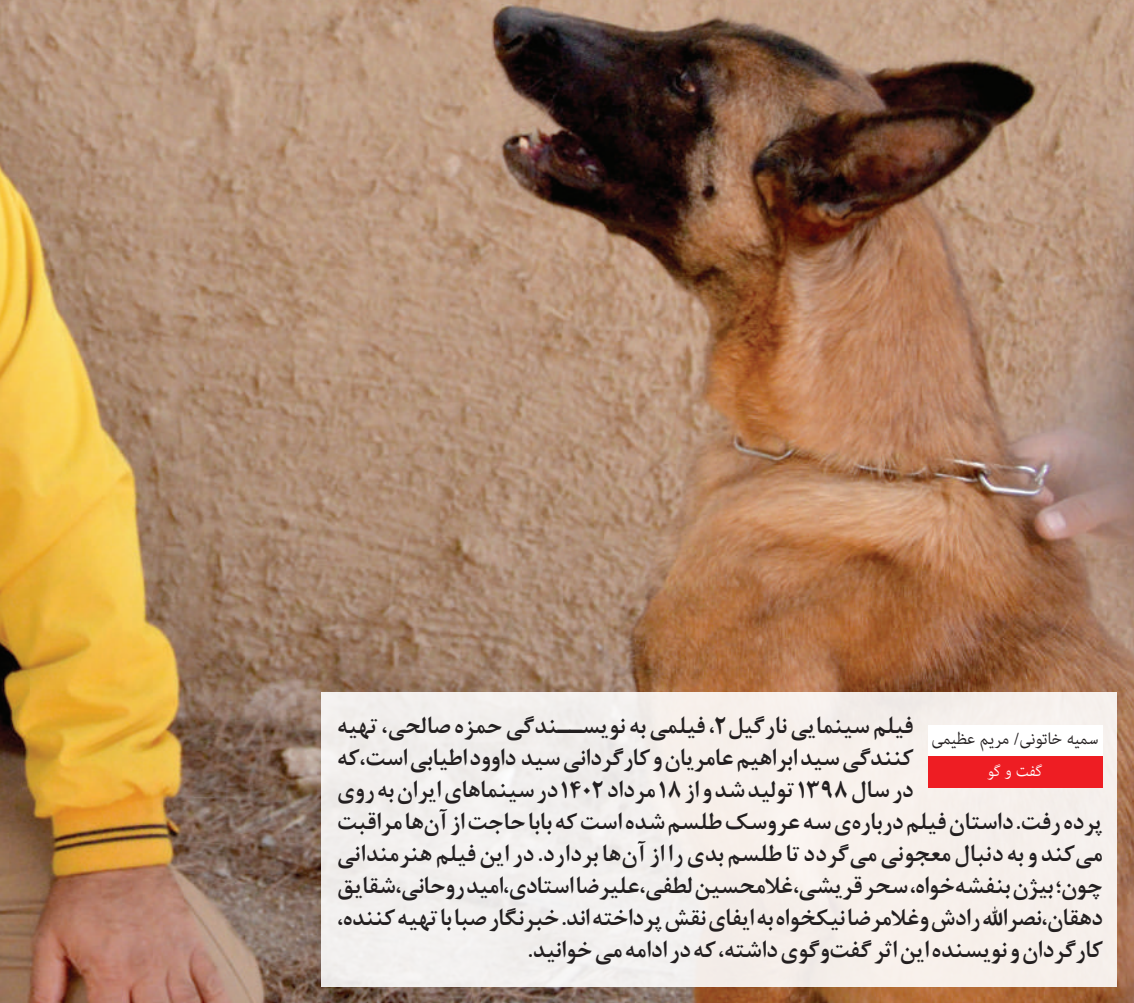 سمیه خاتونی/ مریم عظیمی
گفت و گو
فیلم سینمایی نارگیل۲، فیلمی به نویسندگی حمزه صالحی، تهیه
کنندگی سید ابراهیم عامریان و کارگردانی سید داوود اطیابی است،که
در سال ۱۳۹۸ تولید شد و از ۱۸ مرداد ۱۴۰۲ در سینماهای ایران به روی
پرده رفت. داستان فیلم درباره‌ی سه عروسک طلسم شده است که بابا حاجت از آن‌ها مراقبت
می‌کند و به دنبال معجونی می‌گردد تا طلسم بدی را از آن‌ها بردارد. در این فیلم هنرمندانی
چون؛ بیژن بنفشه‌خواه، سحر قریشی،غلامحسین لطفی،علیرضا استادی،امید روحانی،شقایق
دهقان،نصرالله رادش وغلامرضا نیکخواه به ایفای نقش پرداخته اند. خبرنگار صبا با تهیه کننده،
کارگردان و نویسنده این اثر گفت‌وگوی داشته، که در ادامه می خوانید.